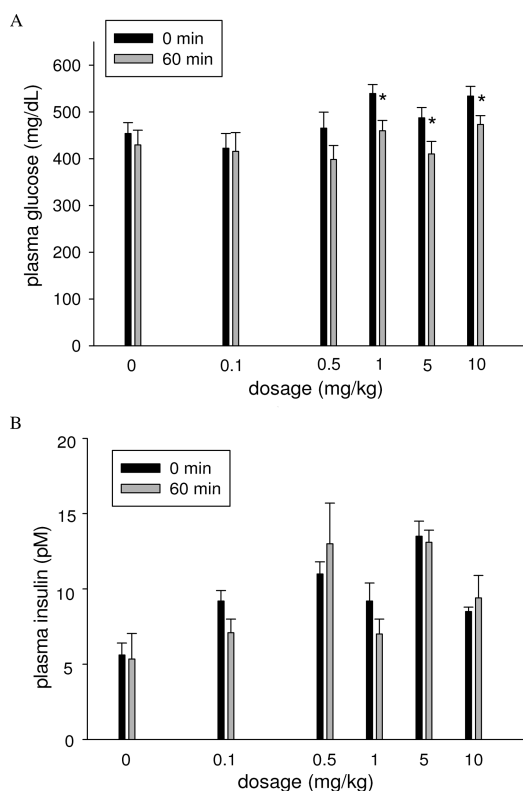 A
0 min
60 min
600
500
400
300
200
100
0
plasma glucose (mg/dL)
*
*
*
0 0.1 0.5 1 5 10
dosage (mg/kg)
B
0 min
60 min
20
15
10
5
0
plasma insulin (pM)
0 0.1 0.5 1 5 10
dosage (mg/kg)